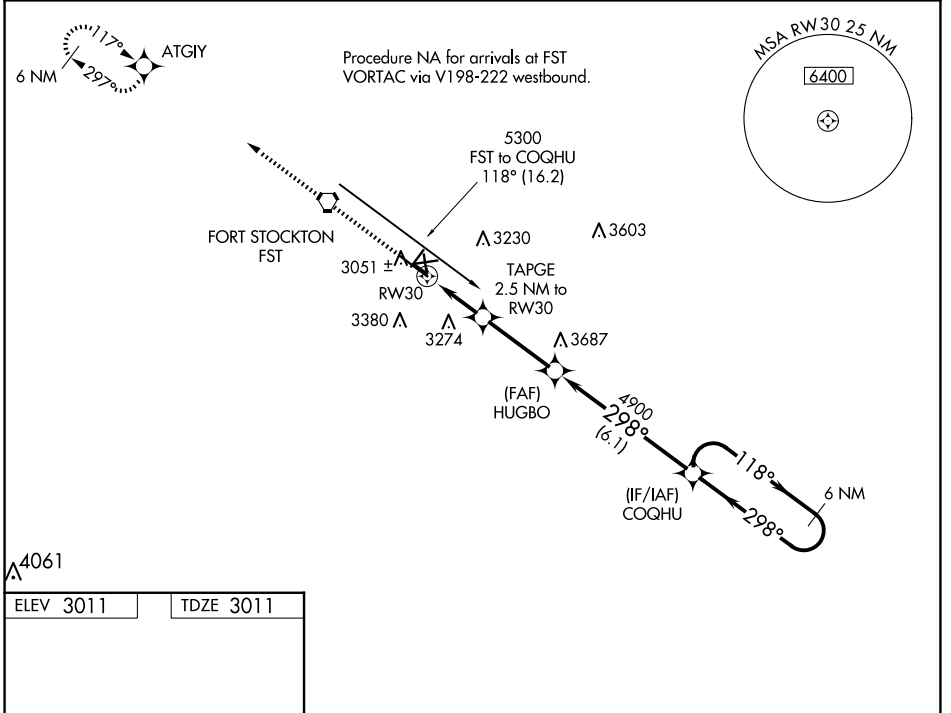 117°
297°
6 NM
ATGIY
Procedure NA for arrivals at FST
VORTAC via V198-222 westbound.
MSA RW30 25 NM
6400
5300
FST to COQHU
118° (16.2)
FORT STOCKTON
FST
3230
3603
3051 ±
RW30
TAPGE
2.5 NM to
RW30
3380
3274
3687
(FAF)
HUGBO
4900
298°
(6.1)
(IF/IAF)
COQHU
118°
298°
6 NM
4061
ELEV 3011
TDZE 3011